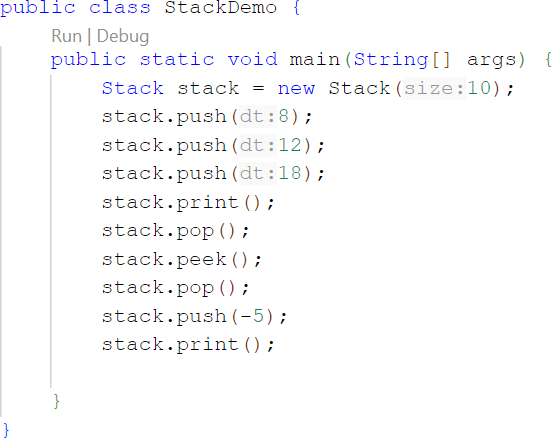 public class StackDemo {
Run | Debug
public static void main(String[] args) {
Stack stack = new Stack(size:10);
stack.push(dt:8);
stack.push(dt:12);
stack.push(dt:18);
stack.print();
stack.pop();
stack.peek();
stack.pop();
stack.push(-5);
stack.print();
}
}